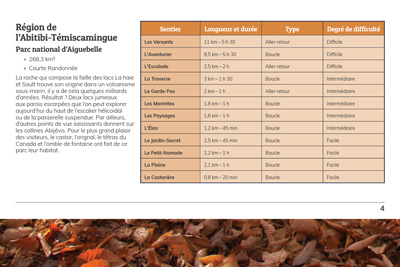 Région de
l'Abitibi-Témiscamingue
Parc national d'Aiguebelle
• 268,3 km²
• Courte Randonnée
La roche qui compose la faille des lacs La haie
et Sault trouve son origine dans un volcanisme
sous-marin, il y a de cela quelques milliards
d'années. Résultat ? Deux lacs jumeaux
aux parois escarpées que l'on peut explorer
aujourd'hui du haut de l'escalier hélicoïdal
ou de la passerelle suspendue. Par ailleurs,
d'autres points de vue saisissants donnent sur
les collines Abijévis. Pour le plus grand plaisir
des visiteurs, le castor, l'orignal, le tétras du
Canada et l'omble de fontaine ont fait de ce
parc leur habitat.
Sentier Longueur et durée Type Degré de difficulté
Les Versants 11 km – 5 h 30 Aller-retour Difficile
L'Aventurier 9,5 km – 5 h 30 Boucle Difficile
L'Escalade 2,5 km – 2 h Aller-retour Difficile
La Traverse 3 km – 1 h 30 Boucle Intermédiaire
Le Garde-Feu 2 km – 1 h Aller-retour Intermédiaire
Les Marmites 1,8 km – 1 h Boucle Intermédiaire
Les Paysages 1,6 km – 1 h Boucle Intermédiaire
L'Élan 1,2 km – 45 min Boucle Intermédiaire
Le Jardin-Secret 2,5 km – 45 min Boucle Facile
Le Petit-Nomade 2,2 km – 1 h Boucle Facile
La Plaine 2,1 km – 1 h Boucle Facile
La Castorière 0,8 km – 20 min Boucle Facile
4